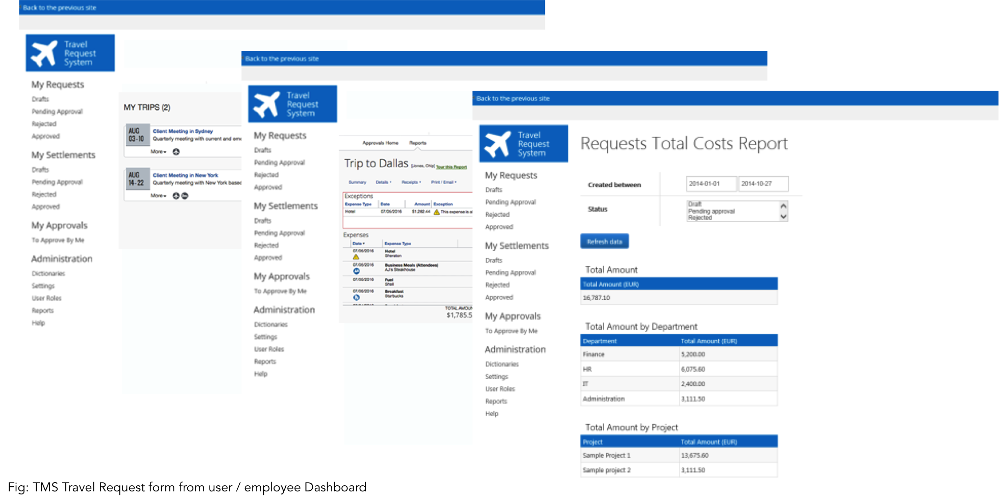 Back to the previous site
Travel
Request
System
My Requests
Drafts
Pending Approval
Rejected
Approved
My Settlements
Drafts
Pending Approval
Rejected
Approved
My Approvals
To Approve By Me
Administration
Dictionaries
Settings
User Roles
Reports
Help
MY TRIPS (2)
AUG
03-10
Client Meeting in Sydney
Quarterly meeting with current and eme
More
AUG
14-22
Client Meeting in New York
Quarterly meeting with New York based
More
Back to the previous site
Travel
Request
System
My Requests
Drafts
Pending Approval
Rejected
Approved
My Settlements
Drafts
Pending Approval
Rejected
Approved
My Approvals
To Approve By Me
Administration
Dictionaries
Settings
User Roles
Reports
Help
Approvals Home Reports
Trip to Dallas [Jones, Chip] Tour this Report
Summary Details Receipts Print / Email
Exceptions
Expense Type Date Amount Exception
Hotel 07/05/2016 $1,282.44 This expense is al
Expenses
Date Expense Type
07/05/2016 Hotel
Sheraton
07/05/2016 Business Meals (Attendees)
AJ's Steakhouse
07/05/2016 Fuel
Shell
07/05/2016 Breakfast
Starbucks
TOTAL AMOUN
$1,785.5
Back to the previous site
Travel
Request
System
My Requests
Drafts
Pending Approval
Rejected
Approved
My Settlements
Drafts
Pending Approval
Rejected
Approved
My Approvals
To Approve By Me
Administration
Dictionaries
Settings
User Roles
Reports
Help
Requests Total Costs Report
Created between 2014-01-01 2014-10-27
Status
Draft
Pending approval
Rejected
Refresh data
Total Amount
Total Amount (EUR)
16,787.10
Total Amount by Department
Department Total Amount (EUR)
Finance 5,200.00
HR 6,075.60
IT 2,400.00
Administration 3,111.50
Total Amount by Project
Project Total Amount (EUR)
Sample Project 1 13,675.60
Sample project 2 3,111.50
Fig: TMS Travel Request form from user / employee Dashboard